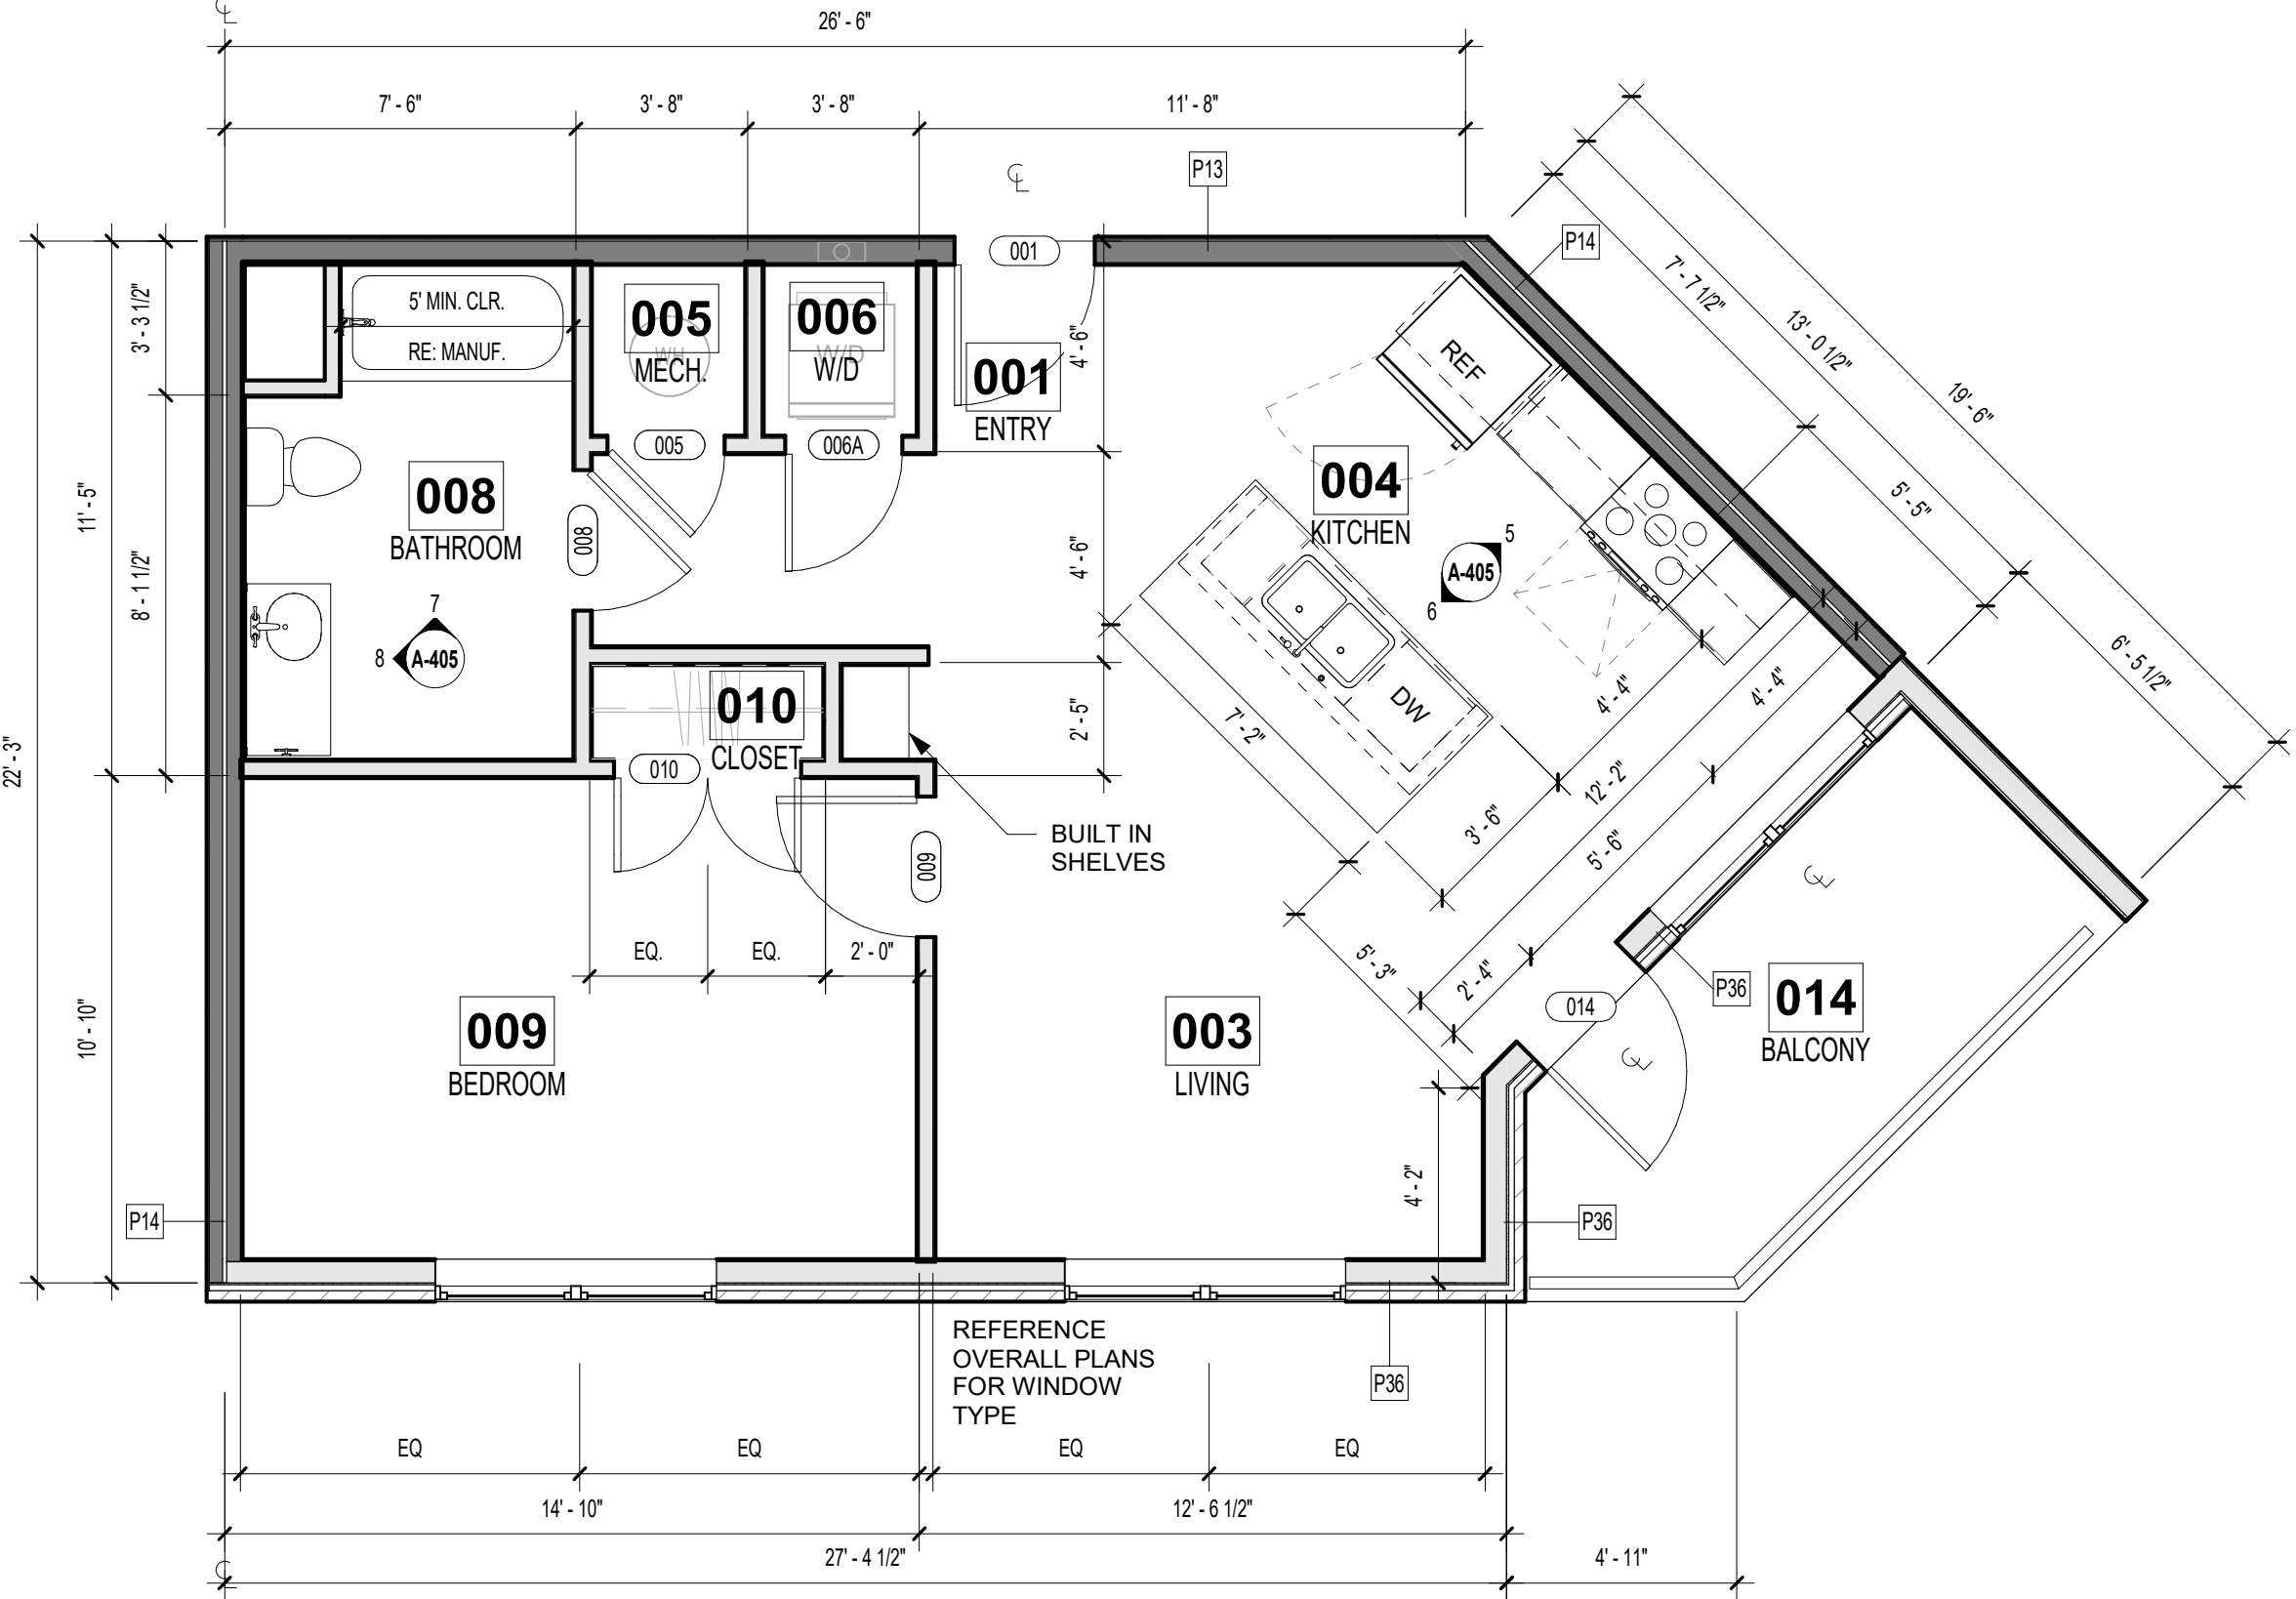 26' - 6"
7' - 6"
3' - 8"
3' - 8"
11' - 8"
P13
001
P14
7' - 7 1/2"
13' - 0 1/2"
19' - 6"
5' - 5"
6' - 5 1/2"
3' - 3 1/2"
5' MIN. CLR.
RE: MANUF.
005
WH
MECH.
006
W/D
W/D
001
ENTRY
4' - 6"
REF
005
006A
004
KITCHEN
008
BATHROOM
008
11' - 5"
8' - 1 1/2"
4' - 6"
5
A-405
6
7
8
A-405
22' - 3"
010
CLOSET
010
2' - 5"
7' - 2"
DW
4' - 4"
4' - 4"
12' - 2"
3' - 6"
5' - 6"
BUILT IN
SHELVES
009
EQ.
EQ.
2' - 0"
5' - 3"
2' - 4"
014
P36
014
BALCONY
10' - 10"
009
BEDROOM
003
LIVING
4' - 2"
P14
P36
REFERENCE
OVERALL PLANS
FOR WINDOW
TYPE
P36
EQ
EQ
EQ
EQ
14' - 10"
12' - 6 1/2"
27' - 4 1/2"
4' - 11"